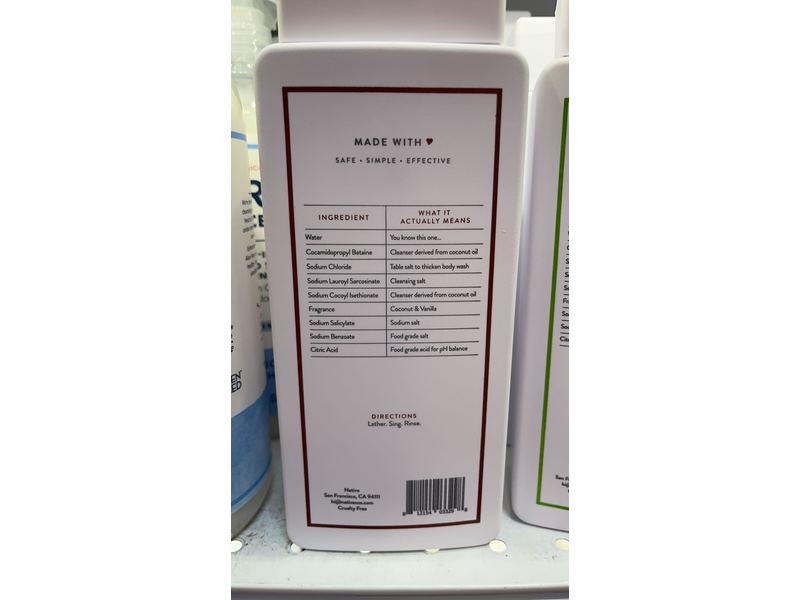 MADE WITH ♥
SAFE • SIMPLE • EFFECTIVE
INGREDIENT WHAT IT ACTUALLY MEANS
Water You know this one...
Cocamidopropyl Betaine Cleanser derived from coconut oil
Sodium Chloride Table salt to thicken body wash
Sodium Lauroyl Sarcosinate Cleansing salt
Sodium Cocoyl Isethionate Cleanser derived from coconut oil
Fragrance Coconut & Vanilla
Sodium Salicylate Sodium salt
Sodium Benzoate Food grade salt
Citric Acid Food grade acid for pH balance
DIRECTIONS
Lather. Sing. Rinse.
Native
San Francisco, CA 94111
hi@nativecos.com
Cruelty Free